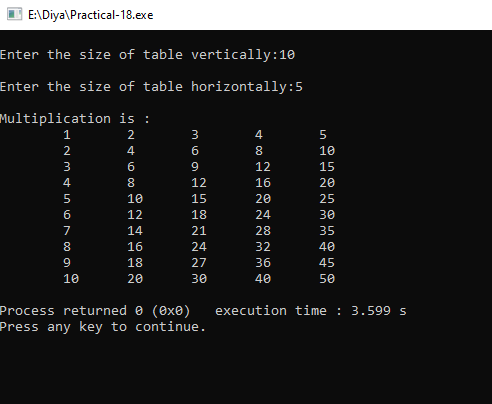 E:\Diya\Practical-18.exe
Enter the size of table vertically:10
Enter the size of table horizontally:5
Multiplication is :
1 2 3 4 5
2 4 6 8 10
3 6 9 12 15
4 8 12 16 20
5 10 15 20 25
6 12 18 24 30
7 14 21 28 35
8 16 24 32 40
9 18 27 36 45
10 20 30 40 50
Process returned 0 (0x0)   execution time : 3.599 s
Press any key to continue.